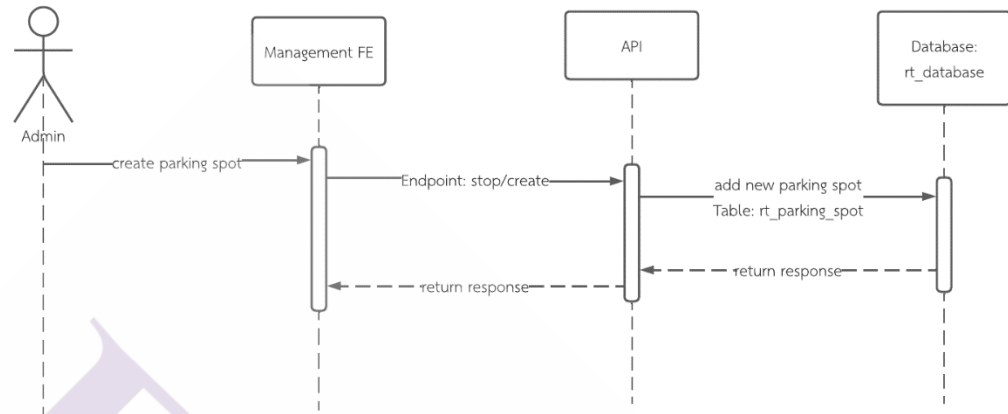 Management FE
API
Database:
rt_database
Admin
create parking spot
Endpoint: stop/create
add new parking spot
Table: rt_parking_spot
return response
return response